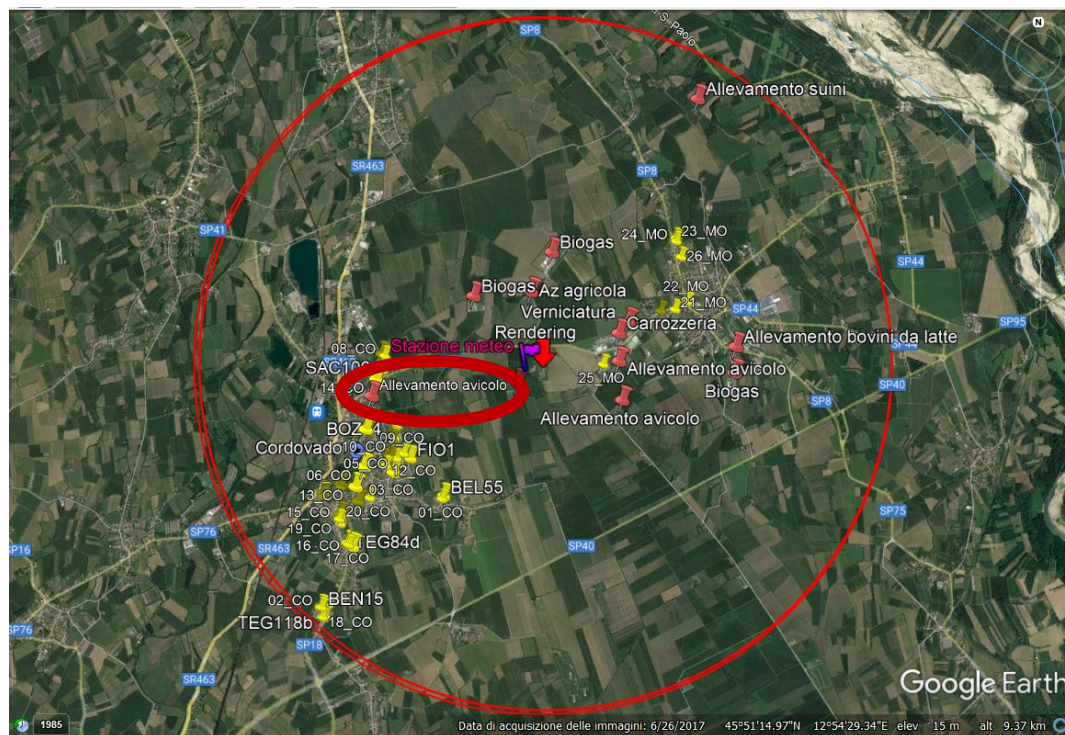 SP8
N
S. Paolo
Allevamento suini
SR463
SP8
SP41
24_MO
23_MO
26_MO
Biogas
SP44
Biogas
Az agricola
22_MO
21_MO
Verniciatura
SP44
SP95
Rendering
Carrozzeria
08_CO
Stazione meteo
Allevamento bovini da latte
25_MO
Allevamento avicolo
Allevamento avicolo
SP40
Biogas
SP8
Allevamento avicolo
09_CO
Cordovado
10_CO
FIO1
05_CO
12_CO
06_CO
BEL55
13_CO
03_CO
01_CO
15_CO
20_CO
SP75
SP76
19_CO
SP16
SR463
16_CO
TEG84d
SP40
17_CO
02_CO
BEN15
SP76
TEG118b
18_CO
SP18
SR463
Google Earth
1985
Data di acquisizione delle immagini: 6/26/2017 45°51'14.97"N 12°54'29.34"E elev 15 m alt 9.37 km